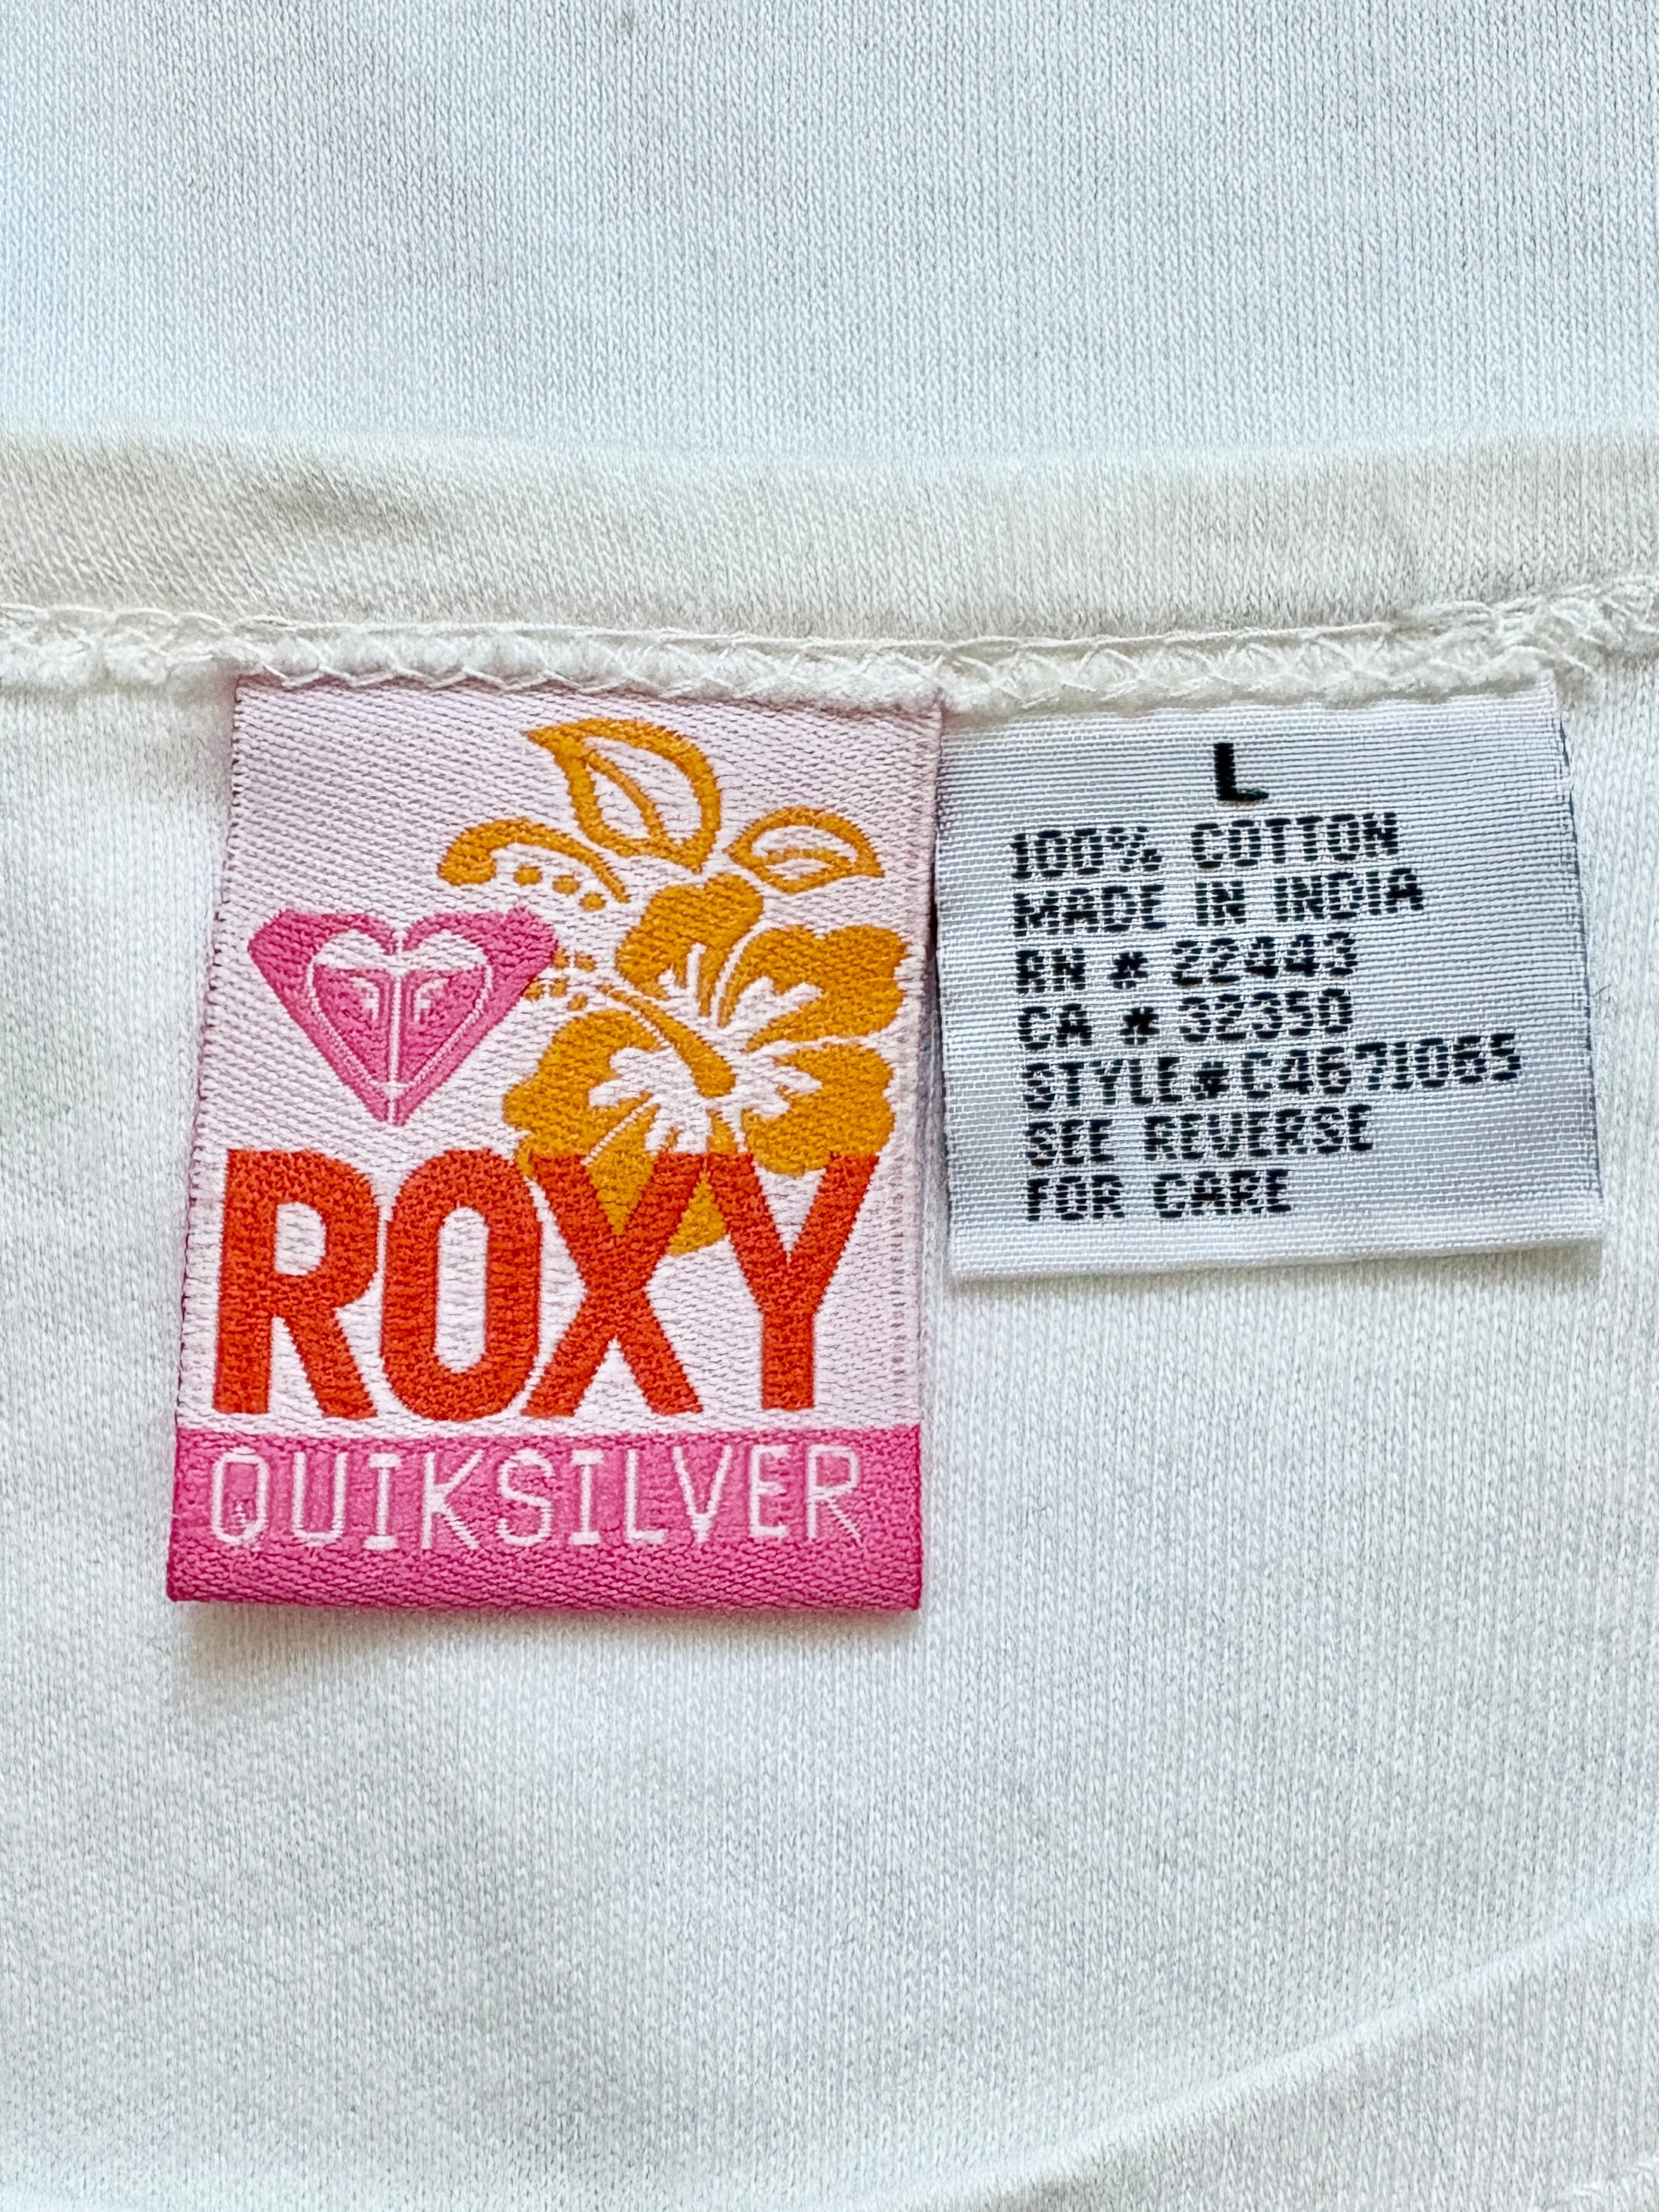 ROXY
QUIKSILVER
L
100% COTTON
MADE IN INDIA
RN # 22443
CA # 32350
STYLE#C4671065
SEE REVERSE
FOR CARE